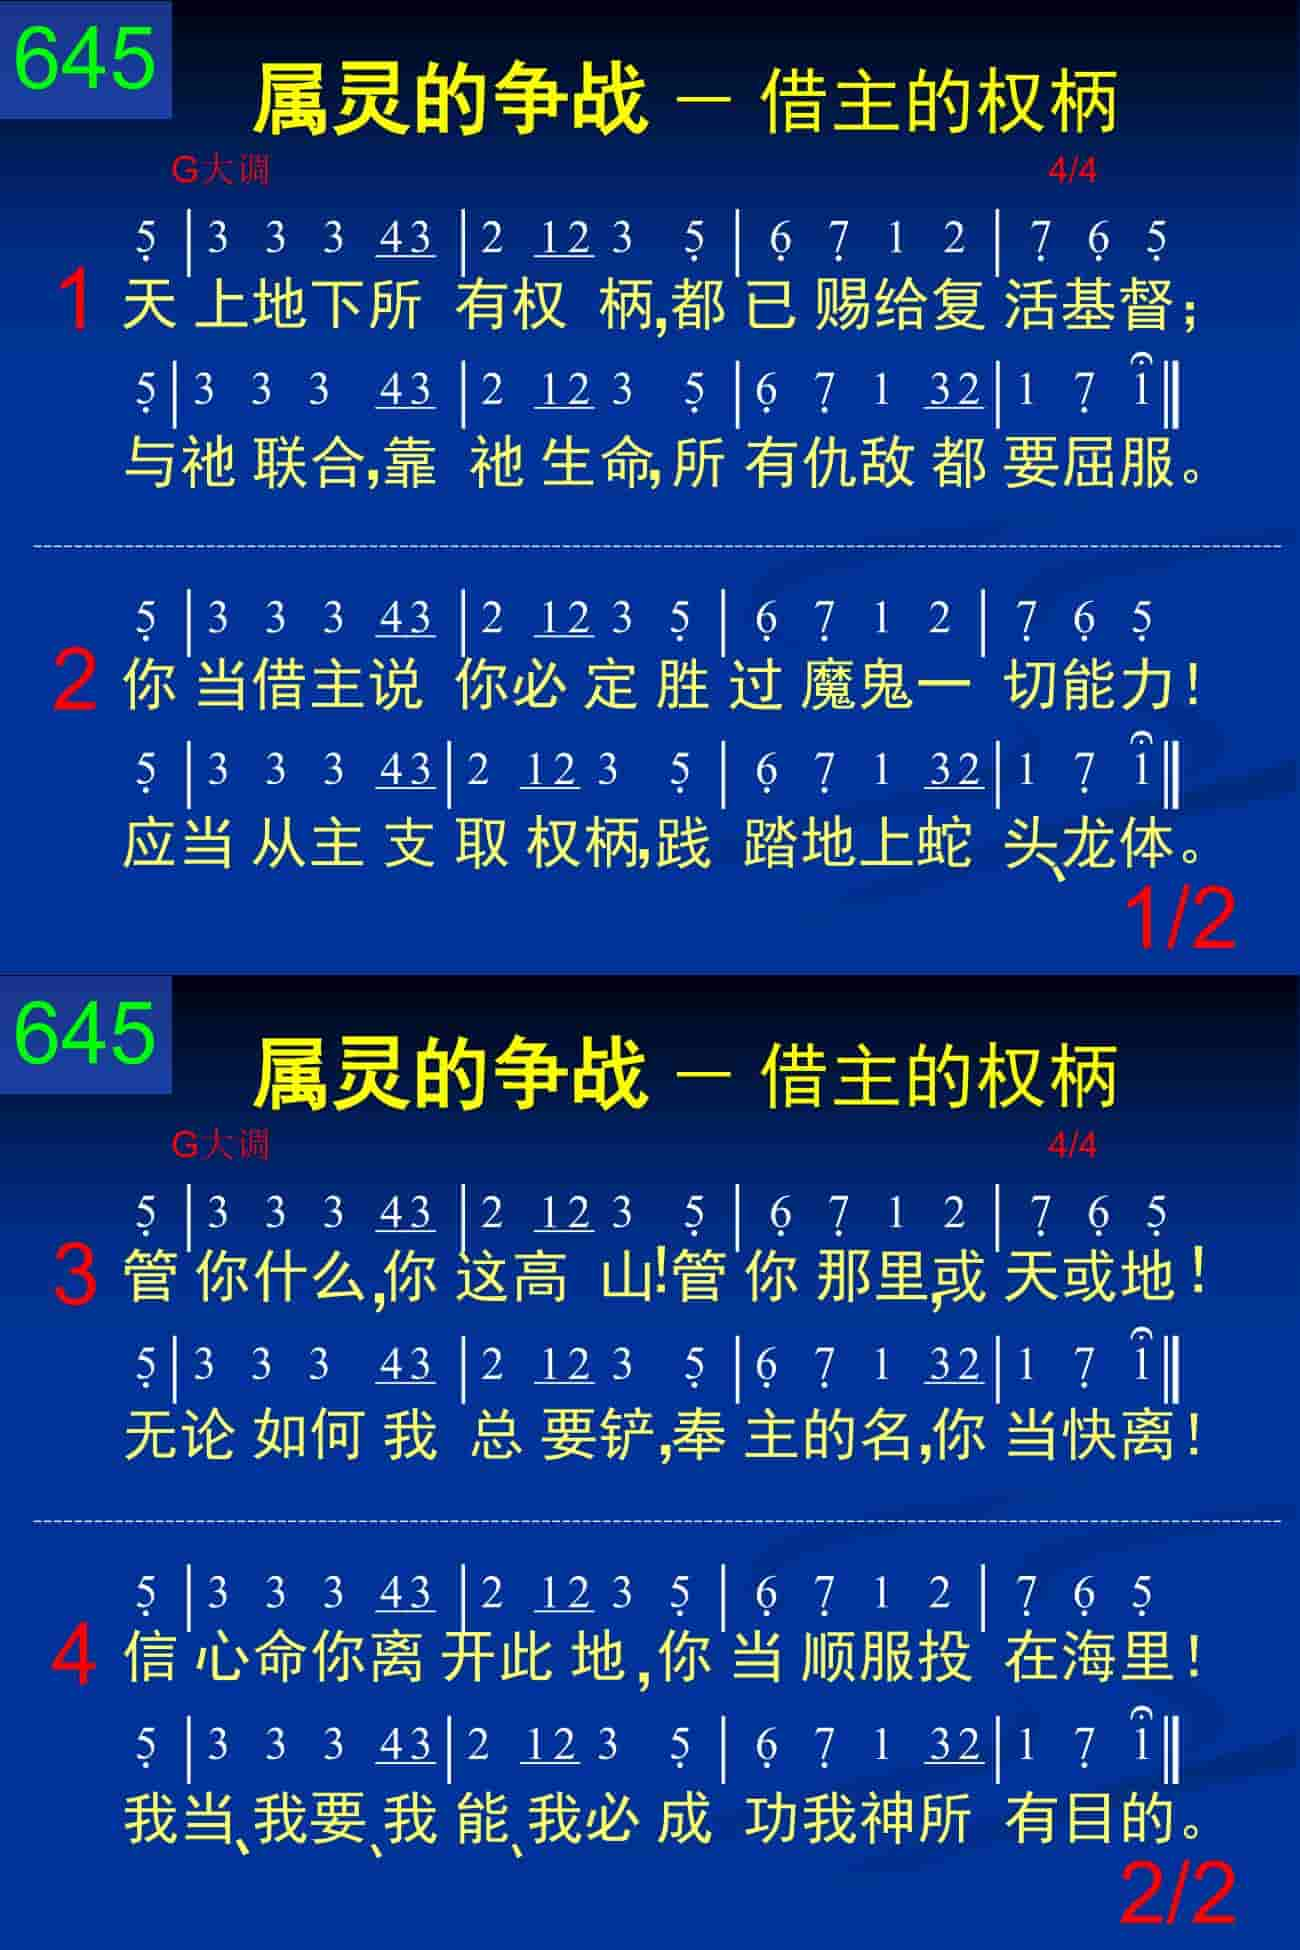 645
属灵的争战 － 借主的权柄
G大调 4/4
5̣ | 3 3 3 43 | 2 12 3 5̣ | 6̣ 7̣ 1 2 | 7̣ 6̣ 5̣
1 天上地下所有权柄,都已赐给复活基督；
5̣ | 3 3 3 43 | 2 12 3 5̣ | 6̣ 7̣ 1 32 | 1 7̣ 1 ‖
与祂联合,靠祂生命,所有仇敌都要屈服。
5̣ | 3 3 3 43 | 2 12 3 5̣ | 6̣ 7̣ 1 2 | 7̣ 6̣ 5̣
2 你当借主说你必定胜过魔鬼一切能力！
5̣ | 3 3 3 43 | 2 12 3 5̣ | 6̣ 7̣ 1 32 | 1 7̣ 1 ‖
应当从主支取权柄,践踏地上蛇头、龙体。
1/2
645
属灵的争战 － 借主的权柄
G大调 4/4
5̣ | 3 3 3 43 | 2 12 3 5̣ | 6̣ 7̣ 1 2 | 7̣ 6̣ 5̣
3 管你什么,你这高山!管你那里,或天或地！
5̣ | 3 3 3 43 | 2 12 3 5̣ | 6̣ 7̣ 1 32 | 1 7̣ 1 ‖
无论如何我总要铲,奉主的名,你当快离！
5̣ | 3 3 3 43 | 2 12 3 5̣ | 6̣ 7̣ 1 2 | 7̣ 6̣ 5̣
4 信心命你离开此地,你当顺服投在海里！
5̣ | 3 3 3 43 | 2 12 3 5̣ | 6̣ 7̣ 1 32 | 1 7̣ 1 ‖
我当、我要、我能、我必成功我神所有目的。
2/2